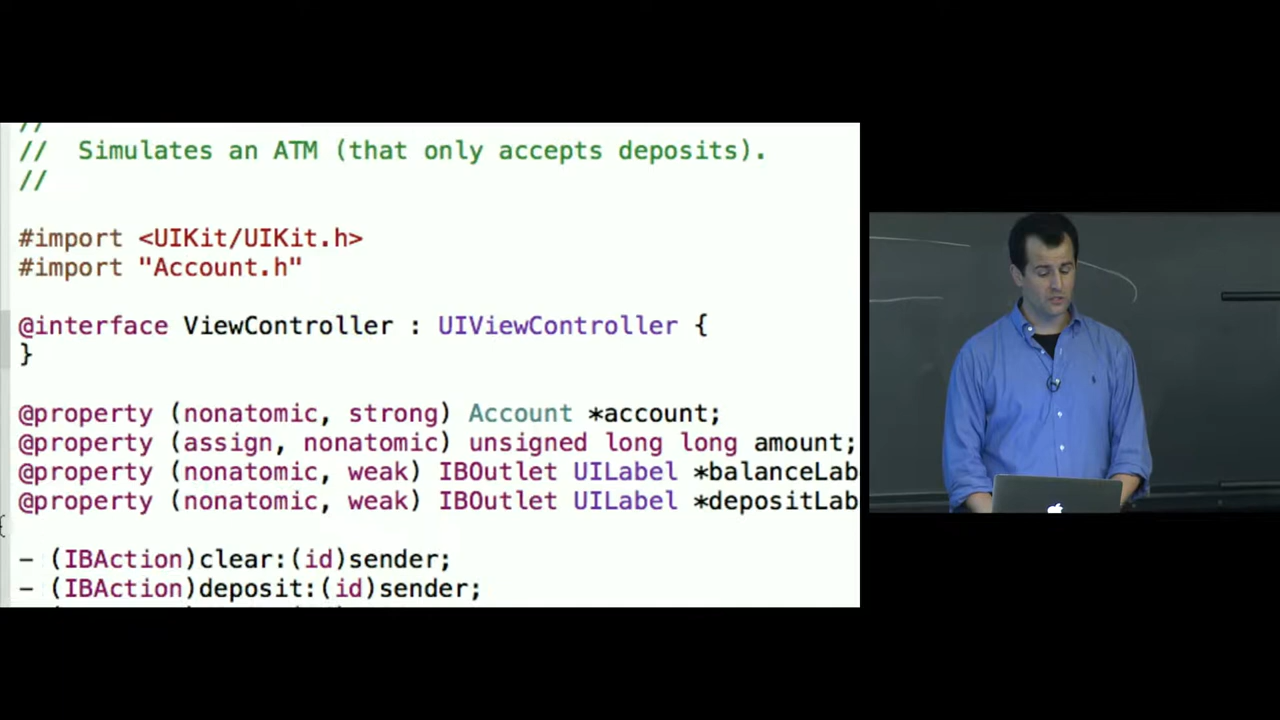 //
// Simulates an ATM (that only accepts deposits).
//
#import <UIKit/UIKit.h>
#import "Account.h"
@interface ViewController : UIViewController {
}
@property (nonatomic, strong) Account *account;
@property (assign, nonatomic) unsigned long long amount;
@property (nonatomic, weak) IBOutlet UILabel *balanceLab
@property (nonatomic, weak) IBOutlet UILabel *depositLab
- (IBAction)clear:(id)sender;
- (IBAction)deposit:(id)sender;